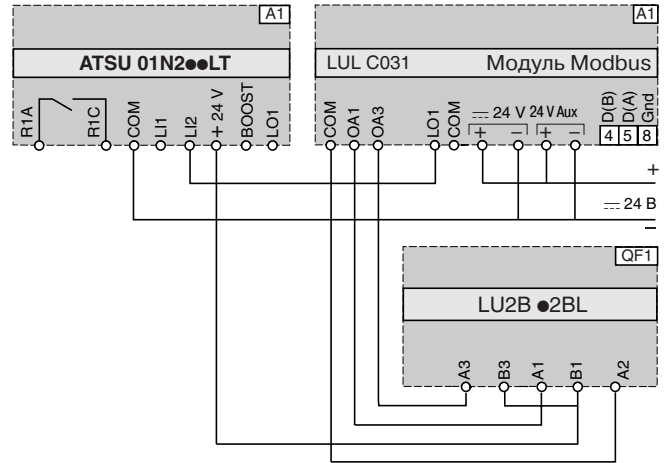 A1
ATSU 01N2●●LT
R1A
R1C
COM
LI1
LI2
+ 24 V
BOOST
LO1
A1
LUL C031 Модуль Modbus
COM
OA1
OA3
LO1
COM
⎓ 24 V
+ −
24 V Aux
+ −
D(B)
D(A)
Gnd
4 5 8
+
⎓ 24 В
−
QF1
LU2B ●2BL
A3
B3
A1
B1
A2